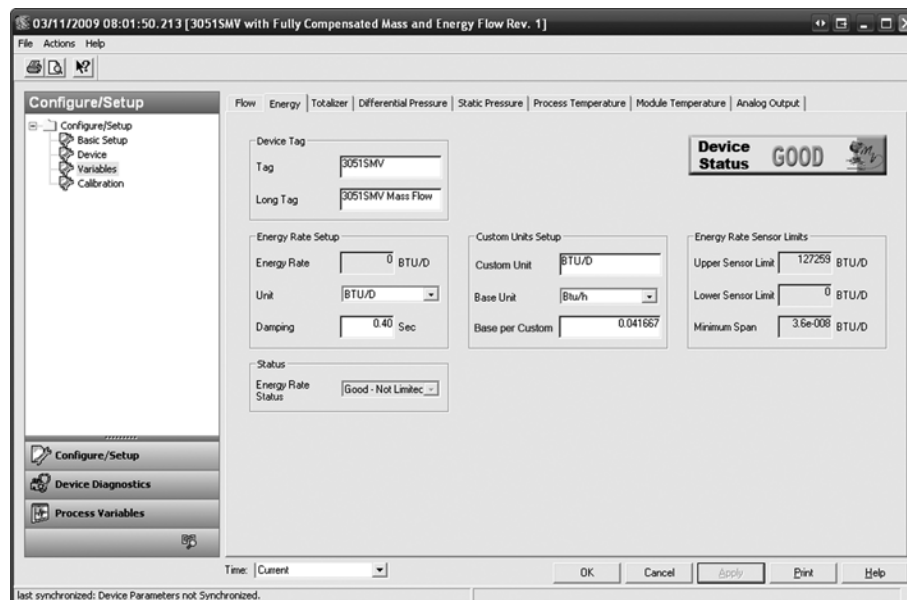 03/11/2009 08:01:50.213 [3051SMV with Fully Compensated Mass and Energy Flow Rev. 1]
File Actions Help
Configure/Setup
Configure/Setup
Basic Setup
Device
Variables
Calibration
Configure/Setup
Device Diagnostics
Process Variables
Flow Energy Totalizer Differential Pressure Static Pressure Process Temperature Module Temperature Analog Output
Device Tag
Tag 3051SMV
Long Tag 3051SMV Mass Flow
Device Status GOOD
Energy Rate Setup
Energy Rate 0 BTU/D
Unit BTU/D
Damping 0.40 Sec
Custom Units Setup
Custom Unit BTU/D
Base Unit Btu/h
Base per Custom 0.041667
Energy Rate Sensor Limits
Upper Sensor Limit 127259 BTU/D
Lower Sensor Limit 0 BTU/D
Minimum Span 3.6e-008 BTU/D
Status
Energy Rate Status Good - Not Limitec
Time: Current
OK Cancel Apply Print Help
last synchronized: Device Parameters not Synchronized.